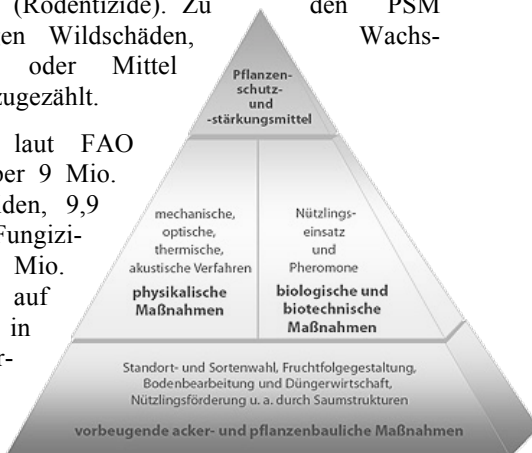 (Rodentizide). Zu den PSM
en Wildschäden, Wachs-
oder Mittel
zugezählt.
laut FAO
ber 9 Mio.
den, 9,9
Fungizi-
Mio.
auf
in
r-
Pflanzen-
schutz-
und
-stärkungsmittel
mechanische,
optische,
thermische,
akustische Verfahren
physikalische
Maßnahmen
Nützlings-
einsatz
und
Pheromone
biologische und
biotechnische
Maßnahmen
Standort- und Sortenwahl, Fruchtfolgegestaltung,
Bodenbearbeitung und Düngerwirtschaft,
Nützlingsförderung u. a. durch Saumstrukturen
vorbeugende acker- und pflanzenbauliche Maßnahmen